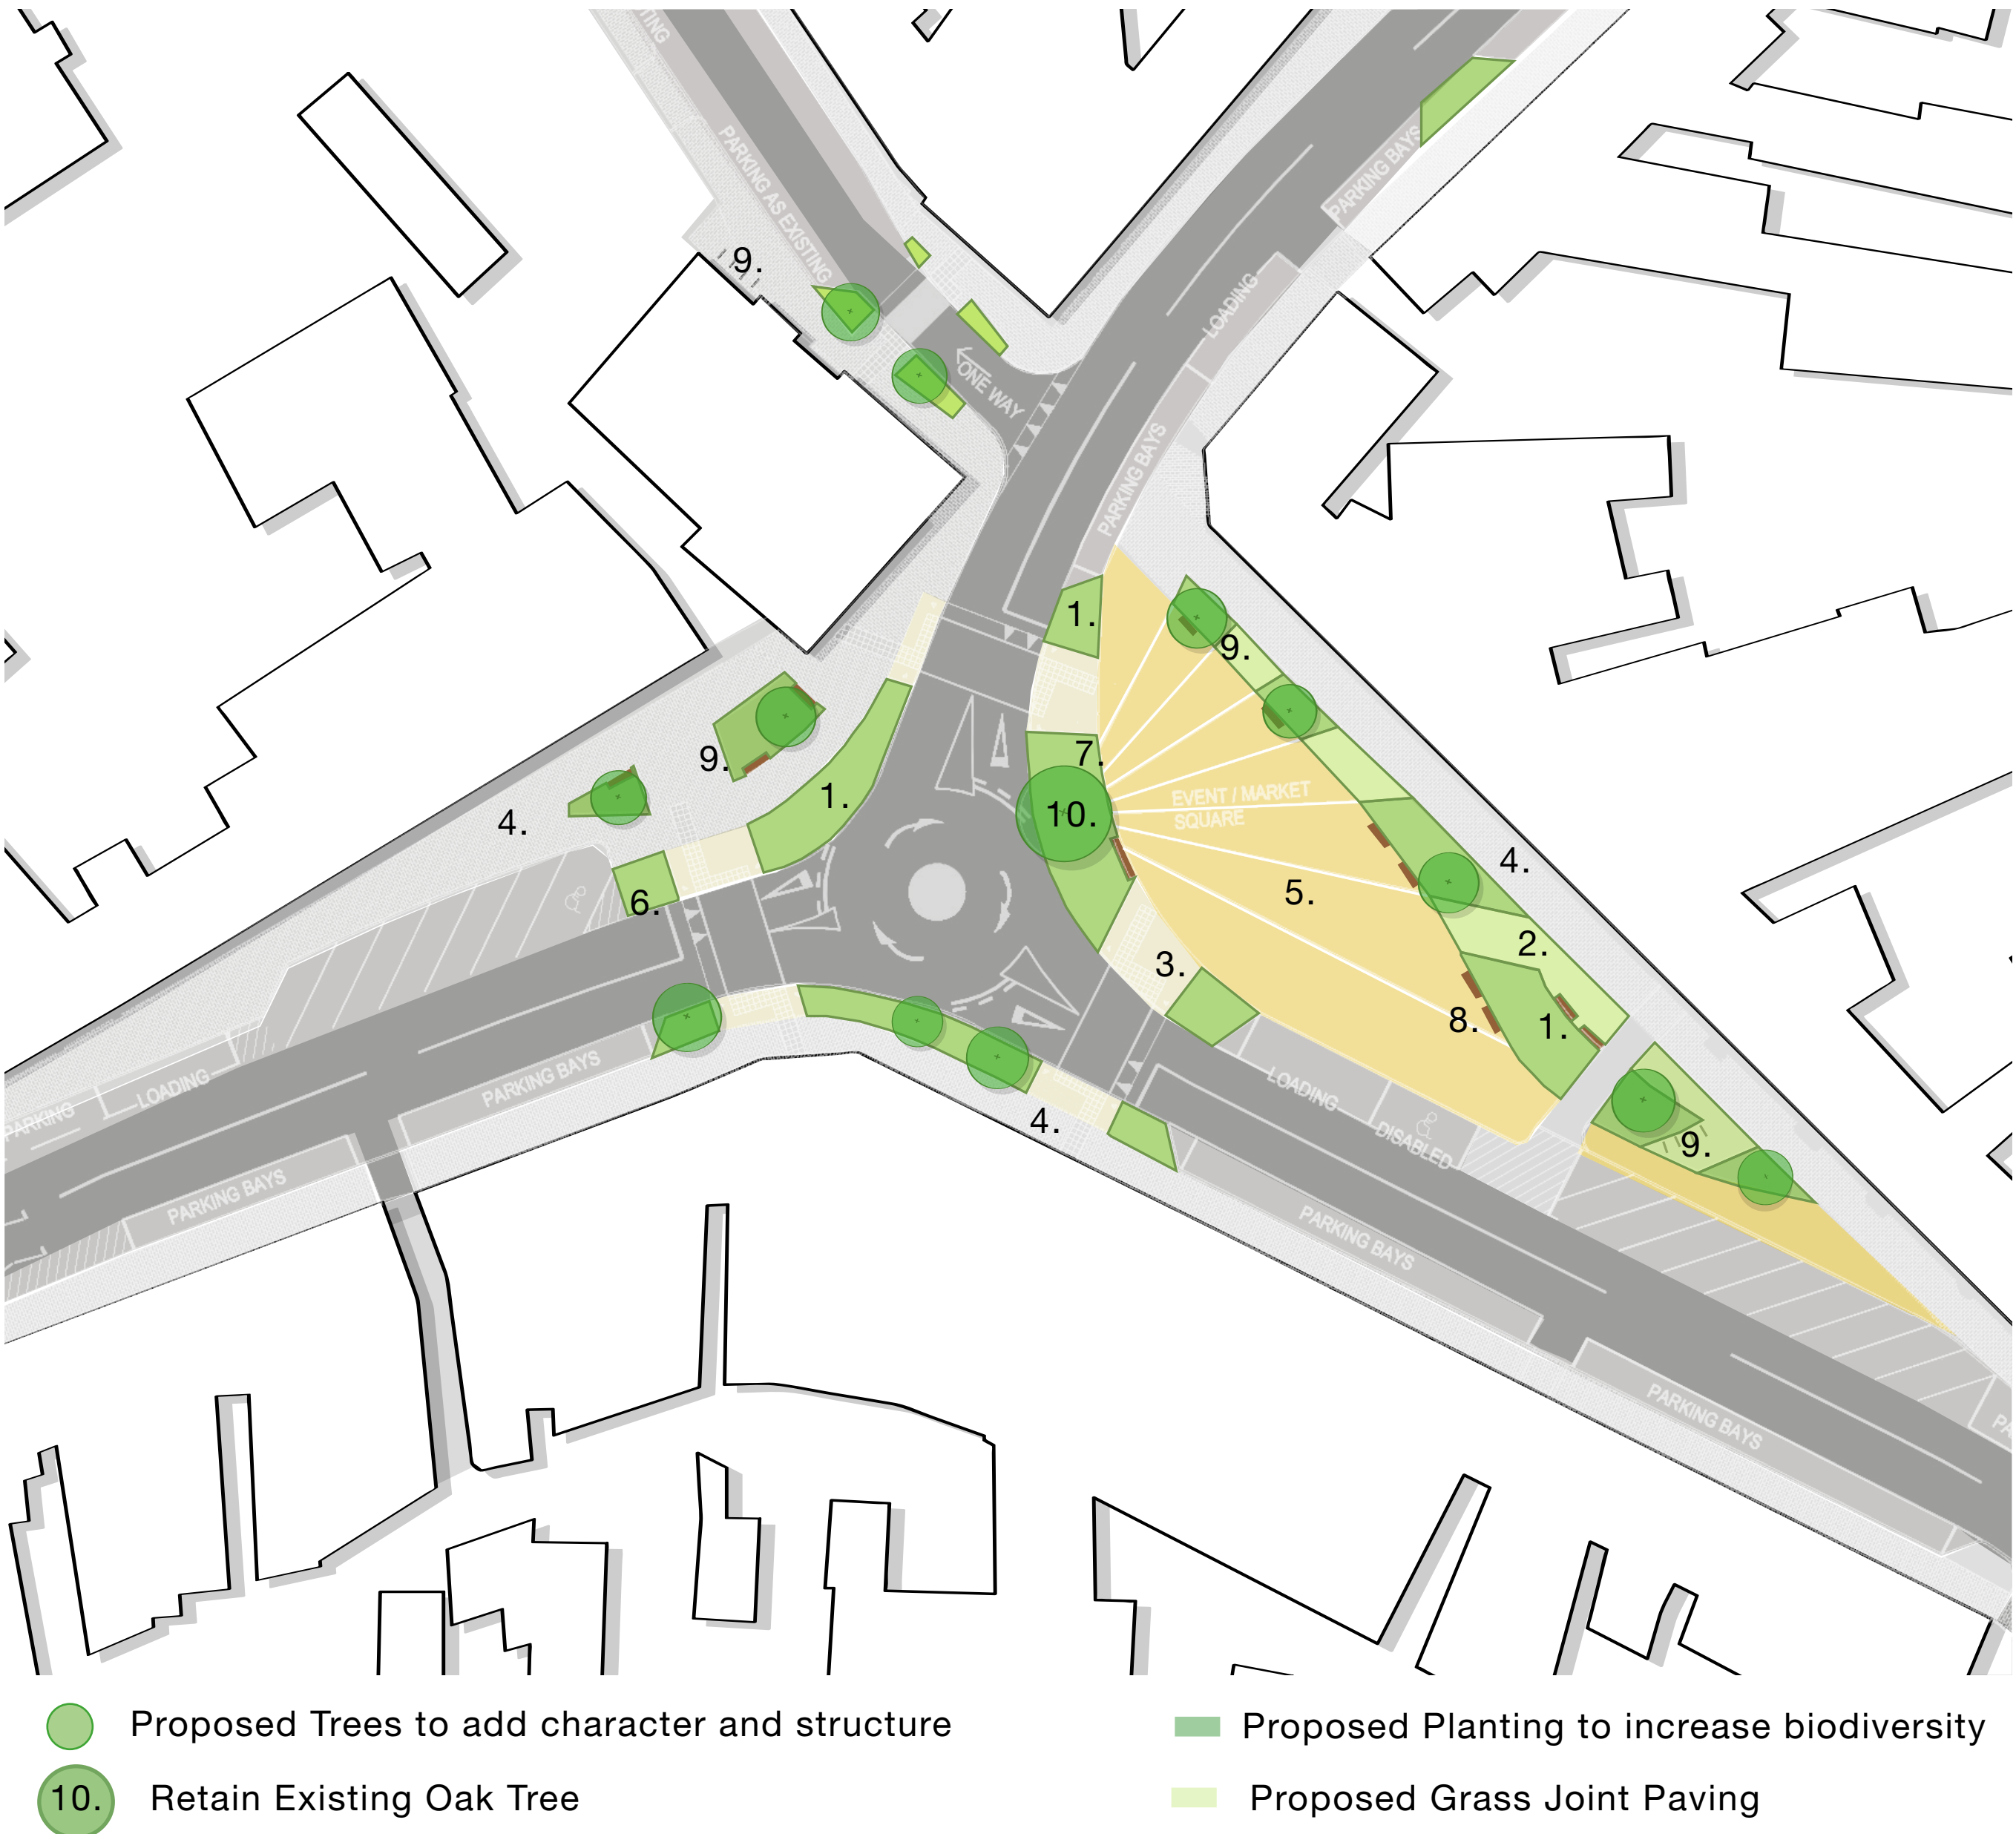 TING
PARKING AS EXISTING
PARKING BAYS
9.
LOADING
ONE WAY
PARKING BAYS
1.
9.
9.
7.
1.
EVENT / MARKET
SQUARE
10.
4.
4.
5.
6.
2.
3.
8.
1.
LOADING
PARKING BAYS
LOADING
PARKING
4.
DISABLED
9.
PARKING BAYS
PARKING BAYS
PARKING BAYS
PA
Proposed Trees to add character and structure
Proposed Planting to increase biodiversity
10. Retain Existing Oak Tree
Proposed Grass Joint Paving